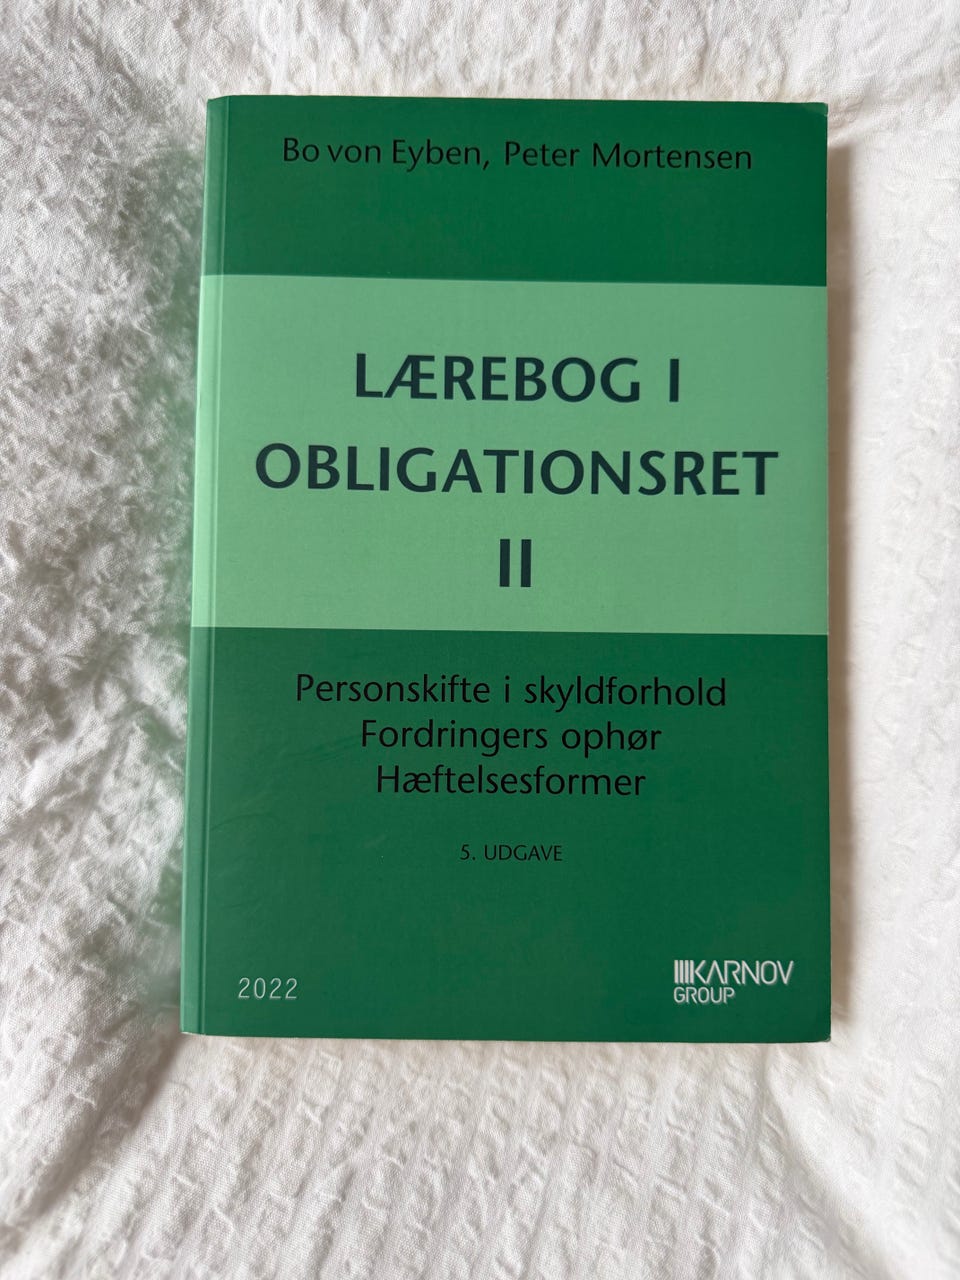 Bo von Eyben, Peter Mortensen
LÆREBOG I
OBLIGATIONSRET
II
Personskifte i skyldforhold
Fordringers ophør
Hæftelsesformer
5. UDGAVE
2022
KARNOV
GROUP